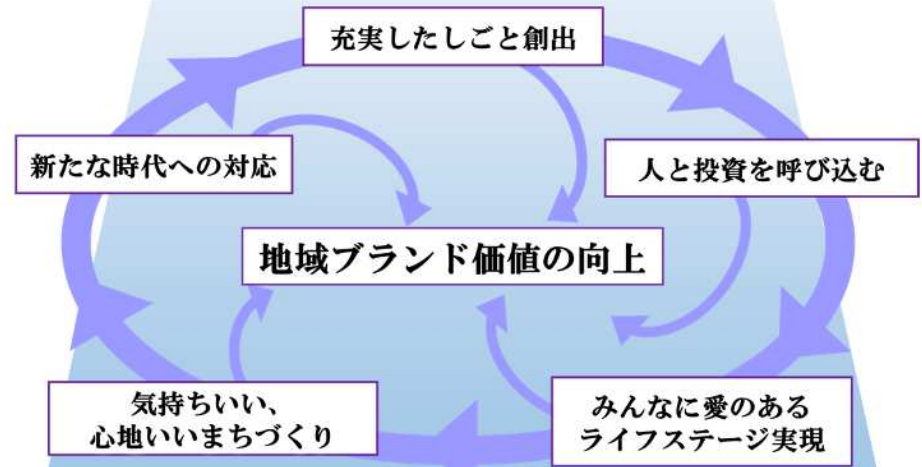 充実したしごと創出
新たな時代への対応
人と投資を呼び込む
地域ブランド価値の向上
気持ちいい、
心地いいまちづくり
みんなに愛のある
ライフステージ実現